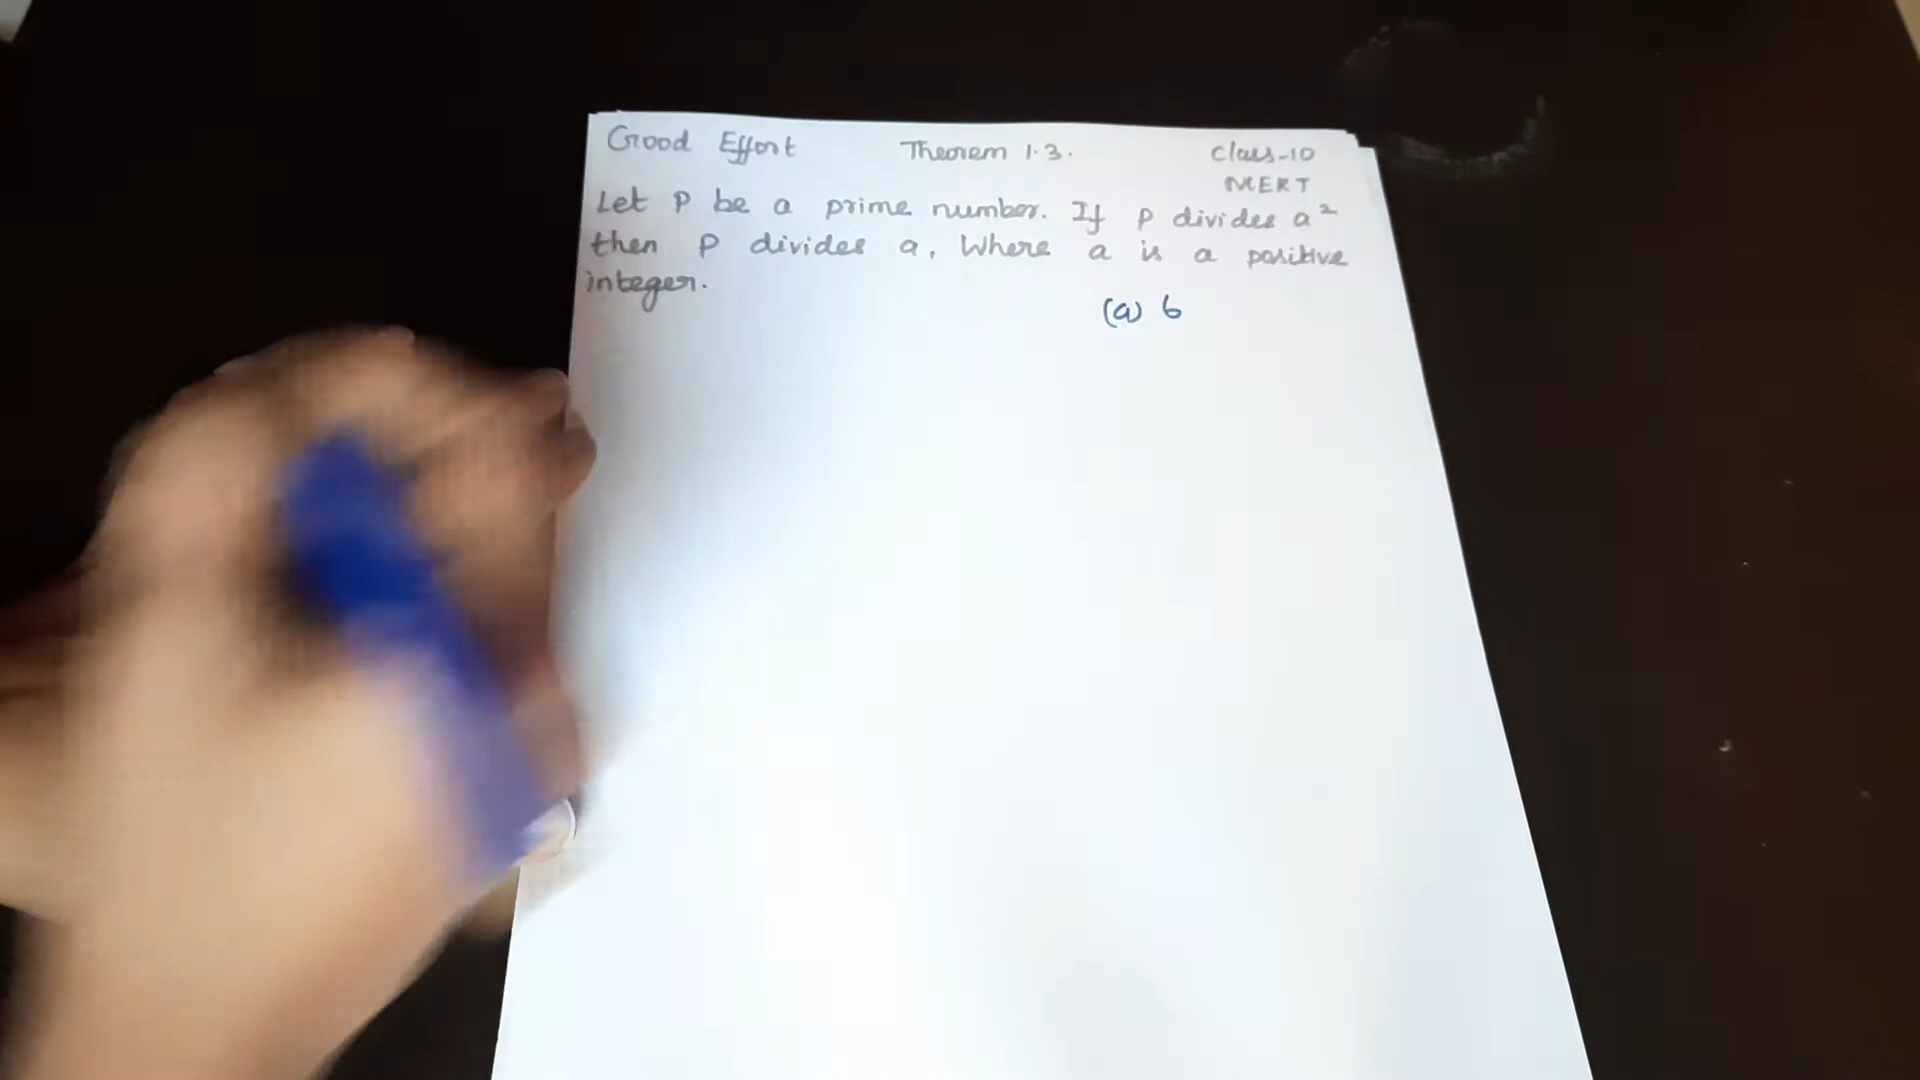 Good Effort Theorem 1.3. Class-10
NCERT
Let P be a prime number. If P divides a²
then P divides a, Where a is a positive
integer.
(a) 6